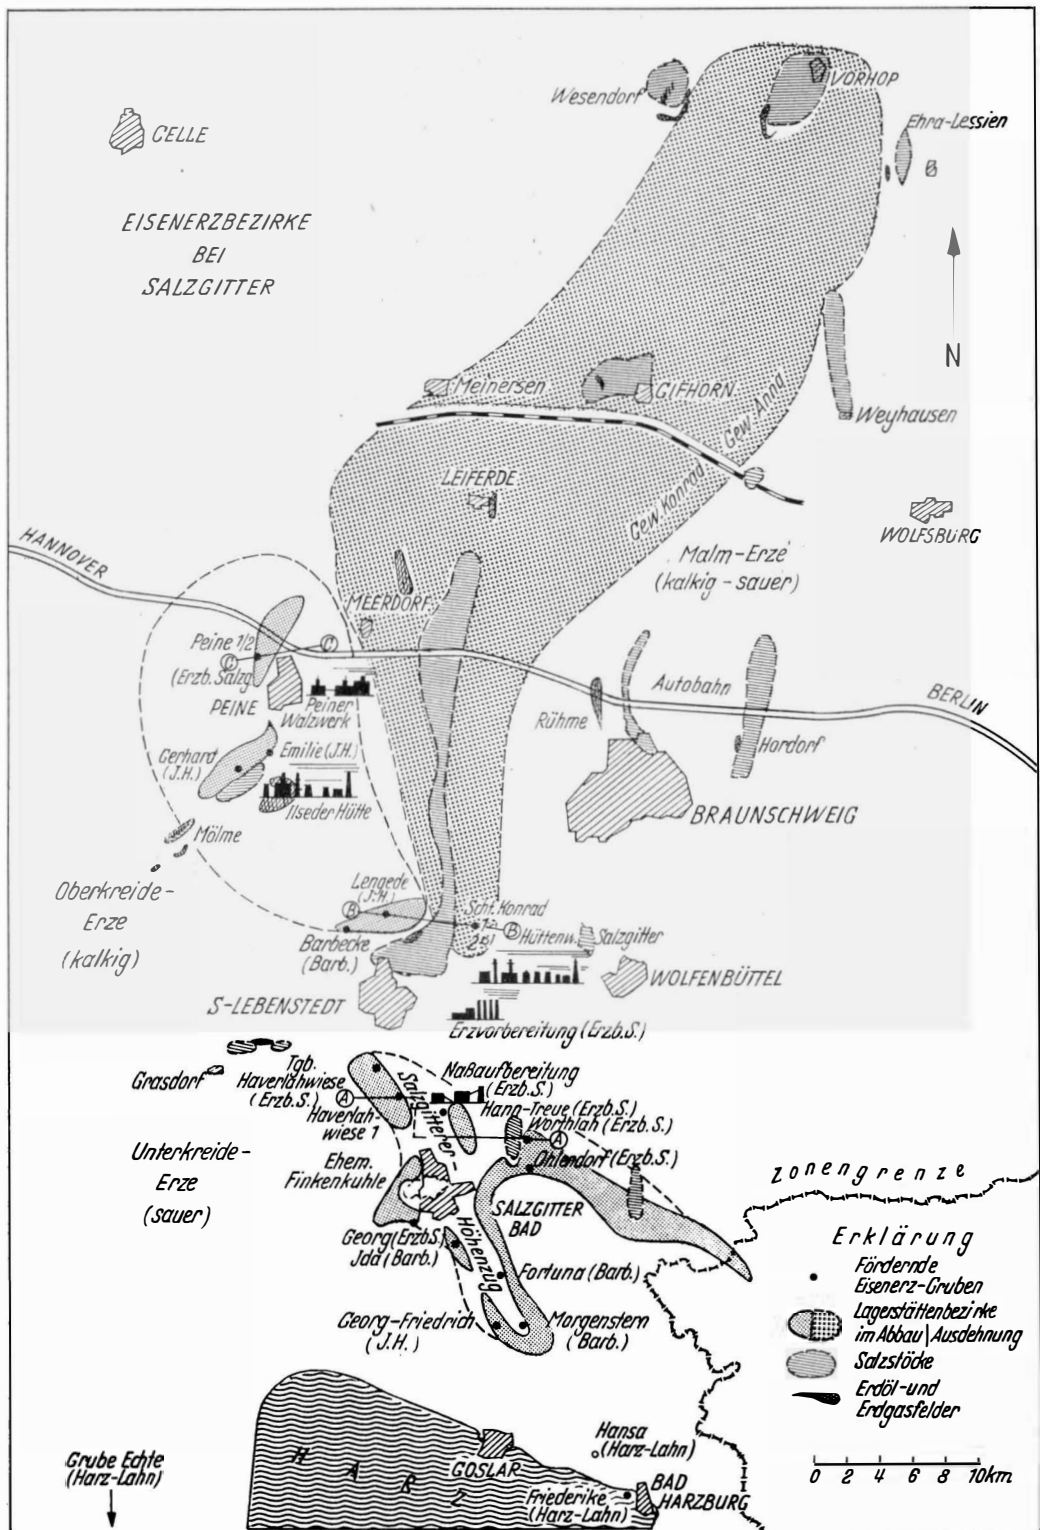 Wesendorf
VORHOP
Ehra-Lessien
CELLE
EISENERZBEZIRKE
BEI
SALZGITTER
N
Meinersen
GIFHORN
Gew. Anna
Weyhausen
LEIFERDE
Gew. Konrad
WOLFSBURG
Malm-Erze
(kalkig-sauer)
HANNOVER
MEERDORF
Peine 1/2
C
C
(Erzb. Salzg
PEINE
Peiner
Walzwerk
Autobahn
BERLIN
Rühme
Hordorf
Gerhard
(J.H.)
Emilie (J.H.)
Ilseder Hütte
BRAUNSCHWEIG
Mölme
Oberkreide-
Erze
(kalkig)
Lengede
(J.H.)
B
Scht. Konrad
B
Barbecke
(Barb.)
Hüttenw. Salzgitter
WOLFENBÜTTEL
S-LEBENSTEDT
Erzvorbereitung (Erzb.S.)
Grasdorf
Tgb.
Haverlahwiese
(Erzb.S.)
A
Haverlah-
wiese 1
Salzgitterer
Naßaufbereitung
(Erzb.S.)
Hann-Treue (Erzb.S.)
Worthlah (Erzb.S.)
A
Ohlendorf (Erzb.S.)
Unterkreide-
Erze
(sauer)
Ehem.
Finkenkuhle
SALZGITTER
BAD
Höhenzug
Georg (Erzb.S.)
Jda (Barb.)
Fortuna (Barb.)
Georg-Friedrich
(J.H.)
Morgenstern
(Barb.)
Zonengrenze
Erklärung
Fördernde
Eisenerz-Gruben
Lagerstättenbezirke
im Abbau | Ausdehnung
Salzstöcke
Erdöl-und
Erdgasfelder
0 2 4 6 8 10km
HARZ
GOSLAR
Hansa
(Harz-Lahn)
BAD
HARZBURG
Friederike
(Harz-Lahn)
Grube Echte
(Harz-Lahn)